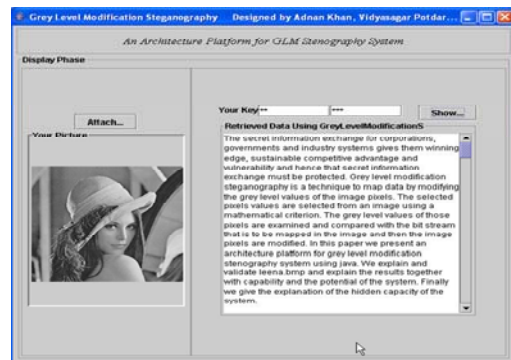 Grey Level Modification Steganography Designed by Adnan Khan, Vidyasagar Potdar...
An Architecture Platform for GLM Stenography System
Display Phase
Attach...
Your Picture
Your Key ** *** Show...
Retrieved Data Using GreyLevelModificationS
The secret information exchange for corporations,
governments and industry systems gives them winning
edge, sustainable competitive advantage and
vulnerability and hence that secret information
exchange must be protected. Grey level modification
steganography is a technique to map data by modifying
the grey level values of the image pixels. The selected
pixels values are selected from an image using a
mathematical criterion. The grey level values of those
pixels are examined and compared with the bit stream
that is to be mapped in the image and then the image
pixels are modified. In this paper we present an
architecture platform for grey level modification
stenography system using java. We explain and
validate leena.bmp and explain the results together
with capability and the potential of the system. Finally
we give the explanation of the hidden capacity of the
system.